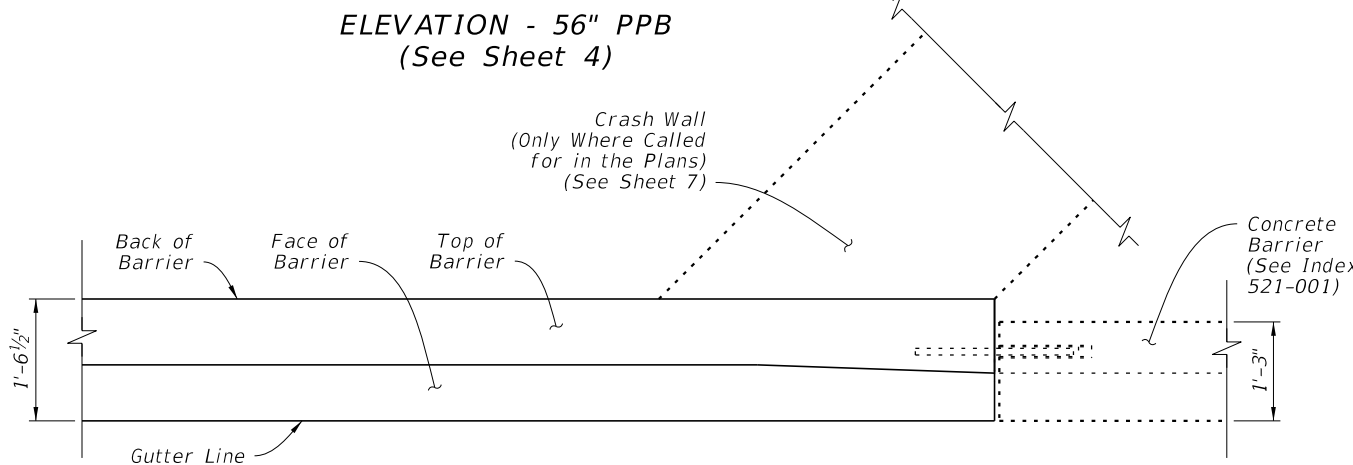 ELEVATION - 56" PPB
(See Sheet 4)
Crash Wall
(Only Where Called
for in the Plans)
(See Sheet 7)
Back of
Barrier
Face of
Barrier
Top of
Barrier
Concrete
Barrier
(See Index
521-001)
1'-6½"
1'-3"
Gutter Line